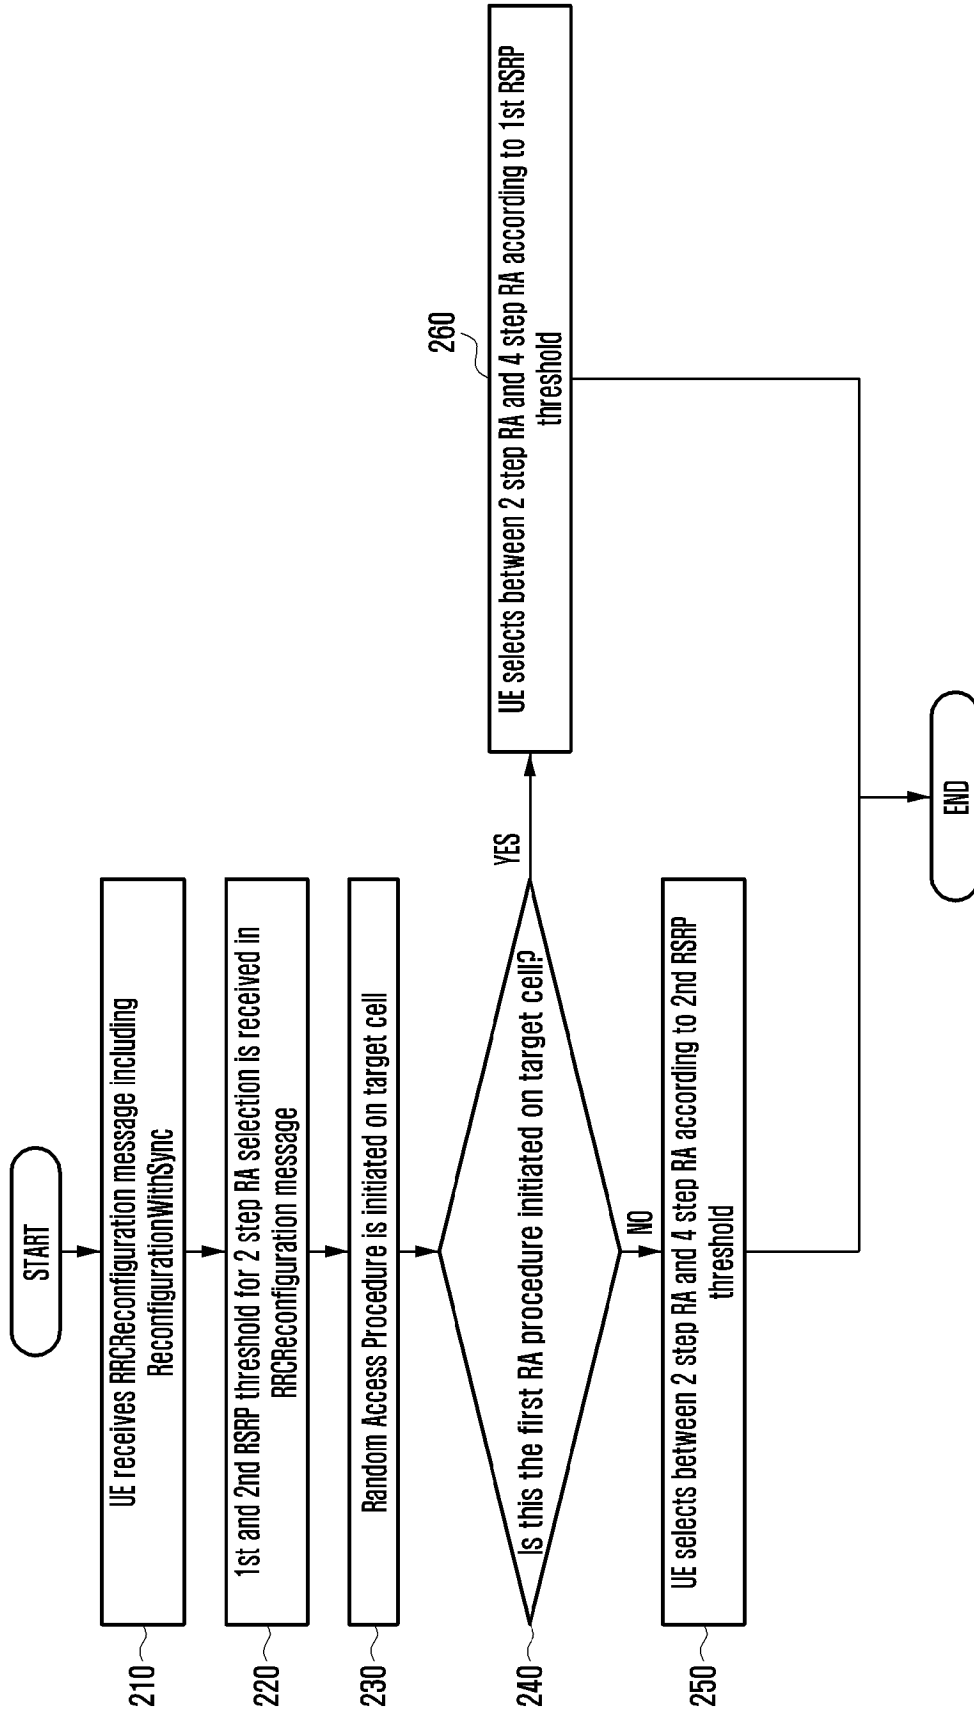 START
UE receives RRCReconfiguration message including
ReconfigurationWithSync
210
1st and 2nd RSRP threshold for 2 step RA selection is received in
RRCReconfiguration message
220
Random Access Procedure is initiated on target cell
230
Is this the first RA procedure initiated on target cell?
240
YES
260
UE selects between 2 step RA and 4 step RA according to 1st RSRP
threshold
NO
UE selects between 2 step RA and 4 step RA according to 2nd RSRP
threshold
250
END